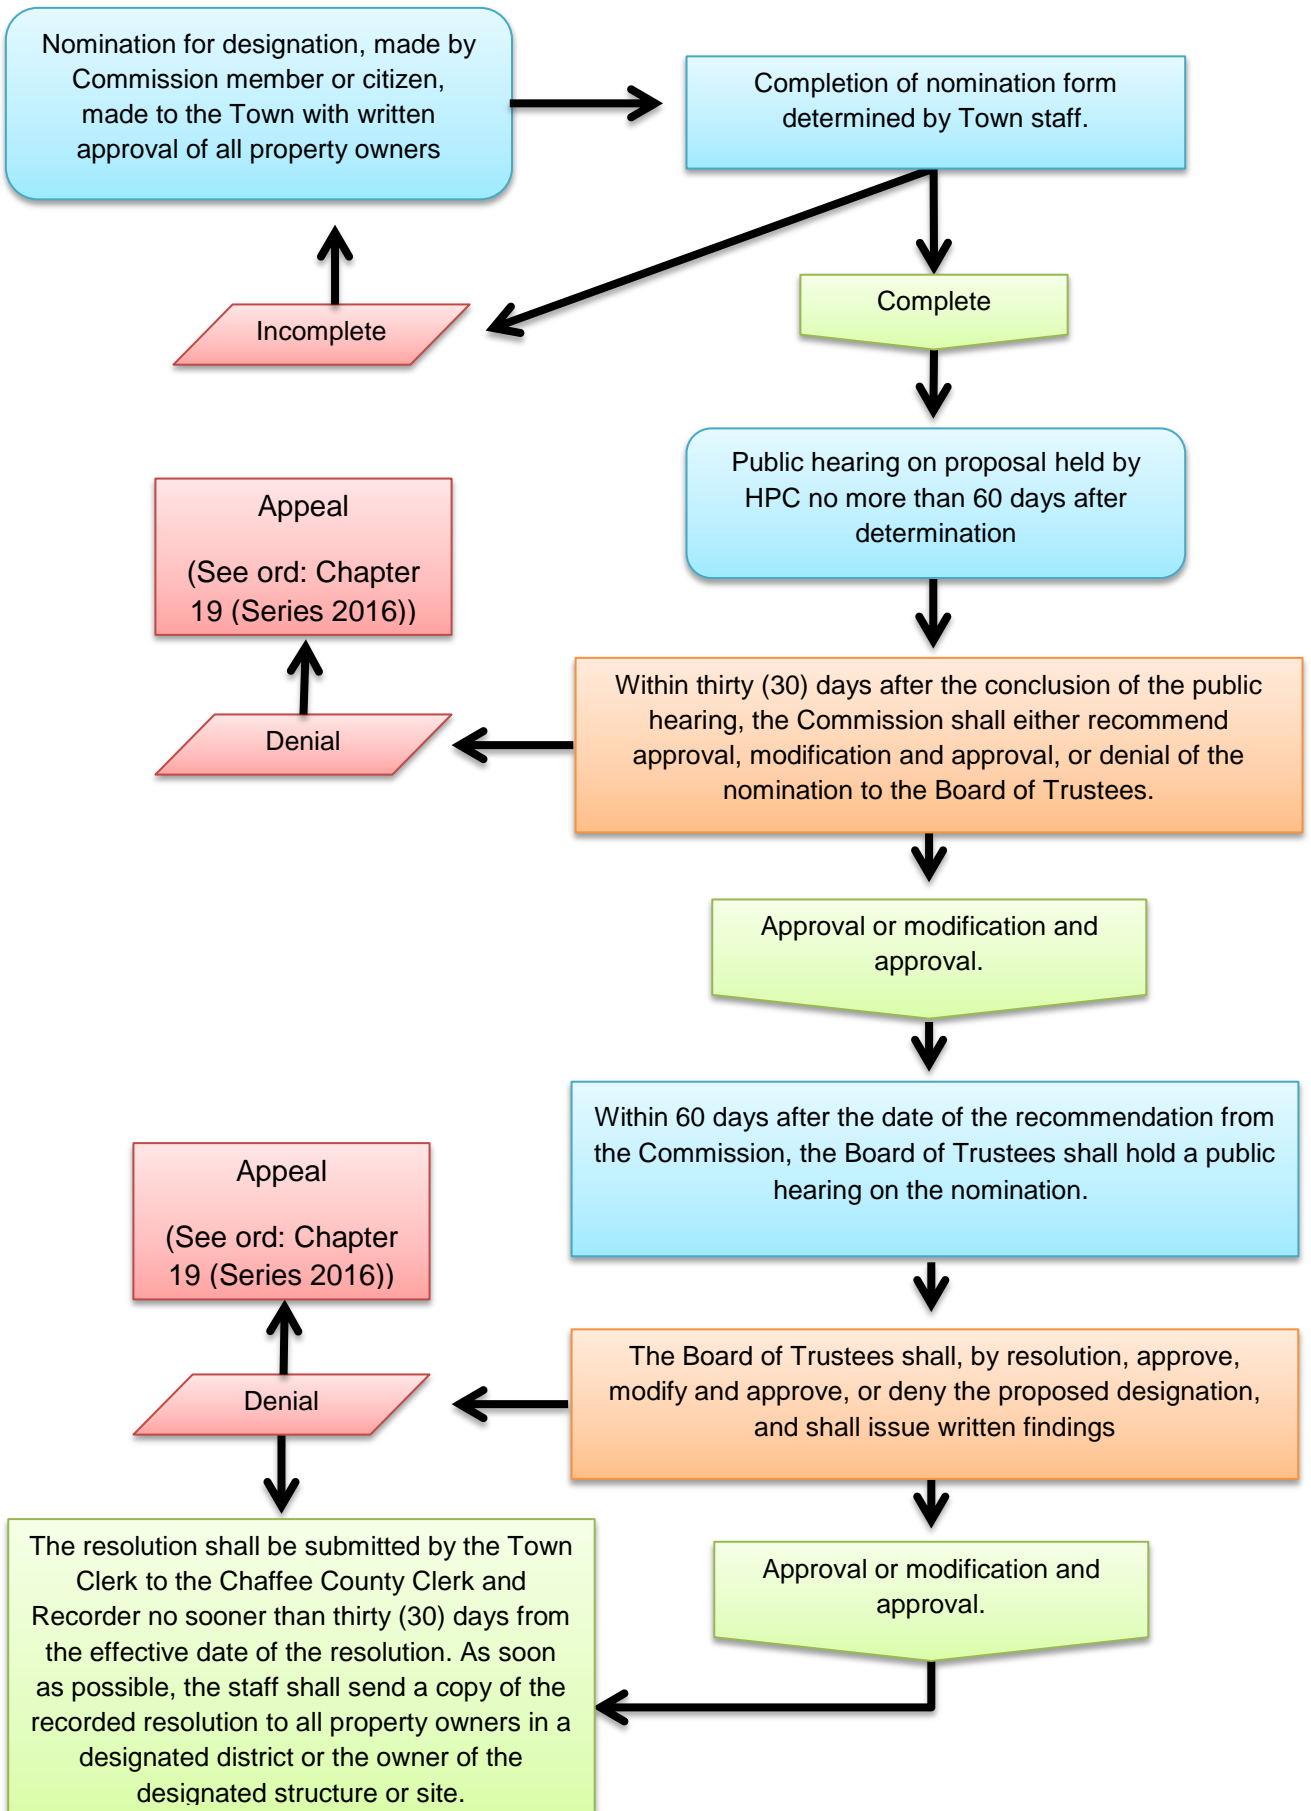 Nomination for designation, made by
Commission member or citizen,
made to the Town with written
approval of all property owners
Completion of nomination form
determined by Town staff.
Incomplete
Complete
Public hearing on proposal held by
HPC no more than 60 days after
determination
Appeal
(See ord: Chapter
19 (Series 2016))
Within thirty (30) days after the conclusion of the public
hearing, the Commission shall either recommend
approval, modification and approval, or denial of the
nomination to the Board of Trustees.
Denial
Approval or modification and
approval.
Within 60 days after the date of the recommendation from
the Commission, the Board of Trustees shall hold a public
hearing on the nomination.
Appeal
(See ord: Chapter
19 (Series 2016))
The Board of Trustees shall, by resolution, approve,
modify and approve, or deny the proposed designation,
and shall issue written findings
Denial
Approval or modification and
approval.
The resolution shall be submitted by the Town
Clerk to the Chaffee County Clerk and
Recorder no sooner than thirty (30) days from
the effective date of the resolution. As soon
as possible, the staff shall send a copy of the
recorded resolution to all property owners in a
designated district or the owner of the
designated structure or site.